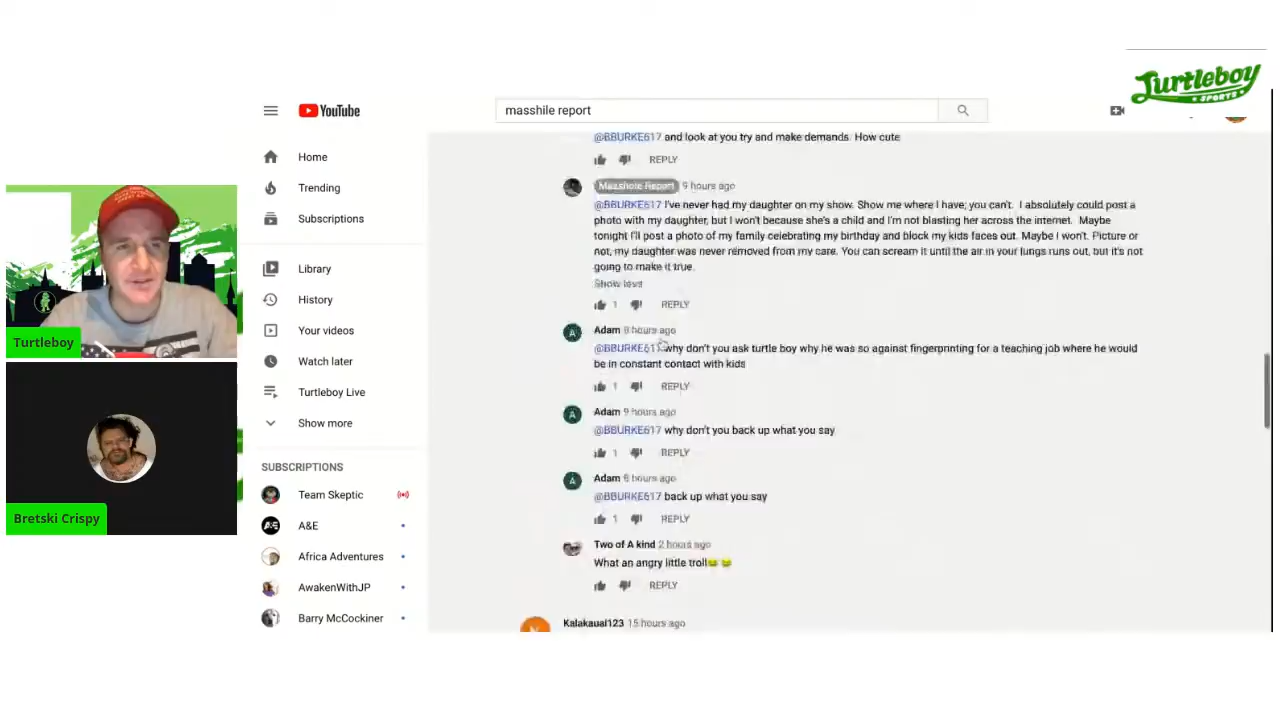 Turtleboy
SPORTS
YouTube
masshile report
Home
Trending
Subscriptions
Library
History
Your videos
Watch later
Turtleboy Live
Show more
SUBSCRIPTIONS
Team Skeptic
A&E
A&E
Africa Adventures
AwakenWithJP
Barry McCockiner
Turtleboy
Bretski Crispy
@BBURKE617 and look at you try and make demands. How cute
REPLY
Masshole Report 9 hours ago
@BBURKE617 I've never had my daughter on my show. Show me where I have, you can't. I absolutely could post a
photo with my daughter, but I won't because she's a child and I'm not blasting her across the internet. Maybe
tonight I'll post a photo of my family celebrating my birthday and block my kids faces out. Maybe I won't. Picture or
not, my daughter was never removed from my care. You can scream it until the air in your lungs runs out, but it's not
going to make it true.
Show less
1 REPLY
A
Adam 8 hours ago
@BBURKE617 why don't you ask turtle boy why he was so against fingerprinting for a teaching job where he would
be in constant contact with kids
1 REPLY
A
Adam 9 hours ago
@BBURKE617 why don't you back up what you say
1 REPLY
A
Adam hours ago
@BBURKE617 back up what you say
1 REPLY
Two of A kind 2 hours ago
What an angry little troll😂 😂
REPLY
Kalakauai123 15 hours ago